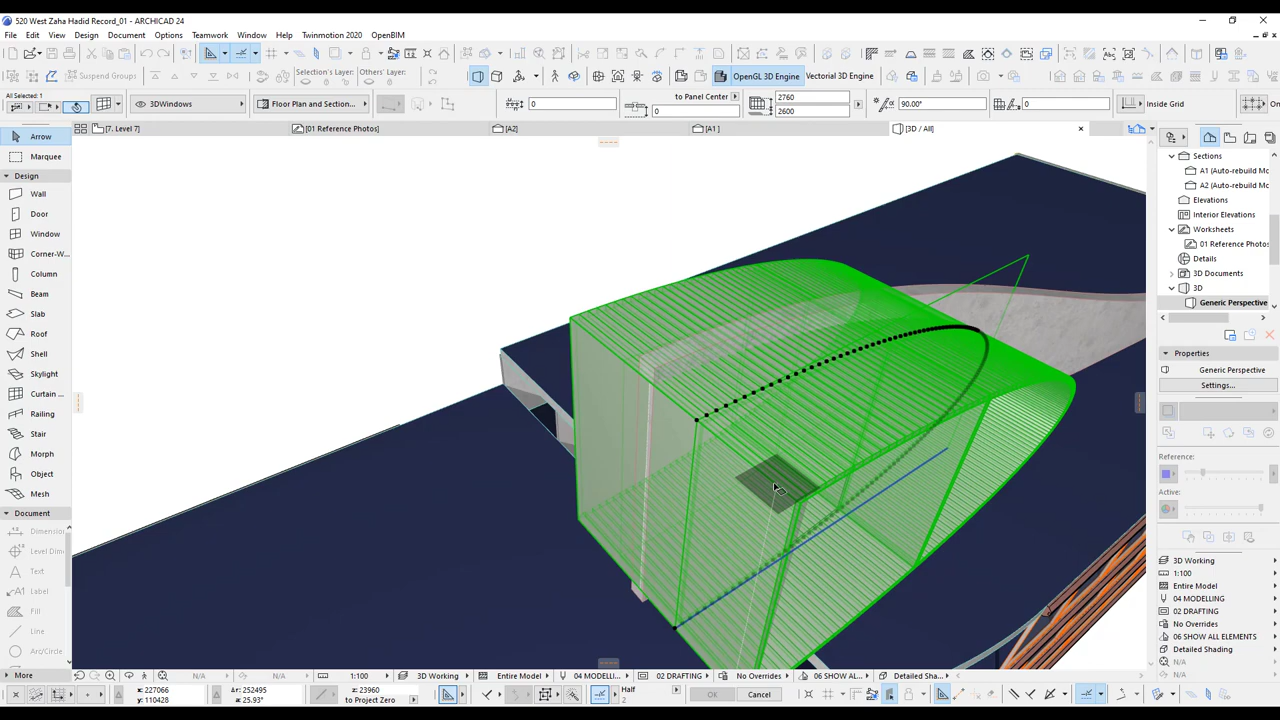 520 West Zaha Hadid Record_01 - ARCHICAD 24
File Edit View Design Document Options Teamwork Window Twinmotion 2020 OpenBIM Help
Suspend Groups Selection's Layer: Others' Layer: OpenGL 3D Engine Vectorial 3D Engine
All Selected: 1
3DWindows Floor Plan and Section... 0 to Panel Center 0 2760 2600 90.00° 0 Inside Grid
[7. Level 7] [01 Reference Photos] [A2] [A1] [3D / All]
Arrow
Marquee
Design
Wall
Door
Window
Corner-W...
Column
Beam
Slab
Roof
Shell
Skylight
Curtain ...
Railing
Stair
Morph
Object
Mesh
Document
Dimension
Level Dim
Text
Label
Fill
Line
Arc/Circle
More
Sections
A1 (Auto-rebuild Mo
A2 (Auto-rebuild Mo
Elevations
Interior Elevations
Worksheets
01 Reference Photos
Details
3D Documents
3D
Generic Perspective
Properties
Generic Perspective
Settings...
Reference:
Active:
3D Working
1:100
Entire Model
04 MODELLING
02 DRAFTING
No Overrides
06 SHOW ALL ELEMENTS
Detailed Shading
N/A
N/A N/A 1:100 3D Working Entire Model 04 MODELLI... 02 DRAFTING No Overrides 06 SHOW AL... Detailed Sha...
x: 227066
y: 110428
Δr: 252495
a: 25.93°
z: 23960
to Project Zero
Half
2
OK Cancel